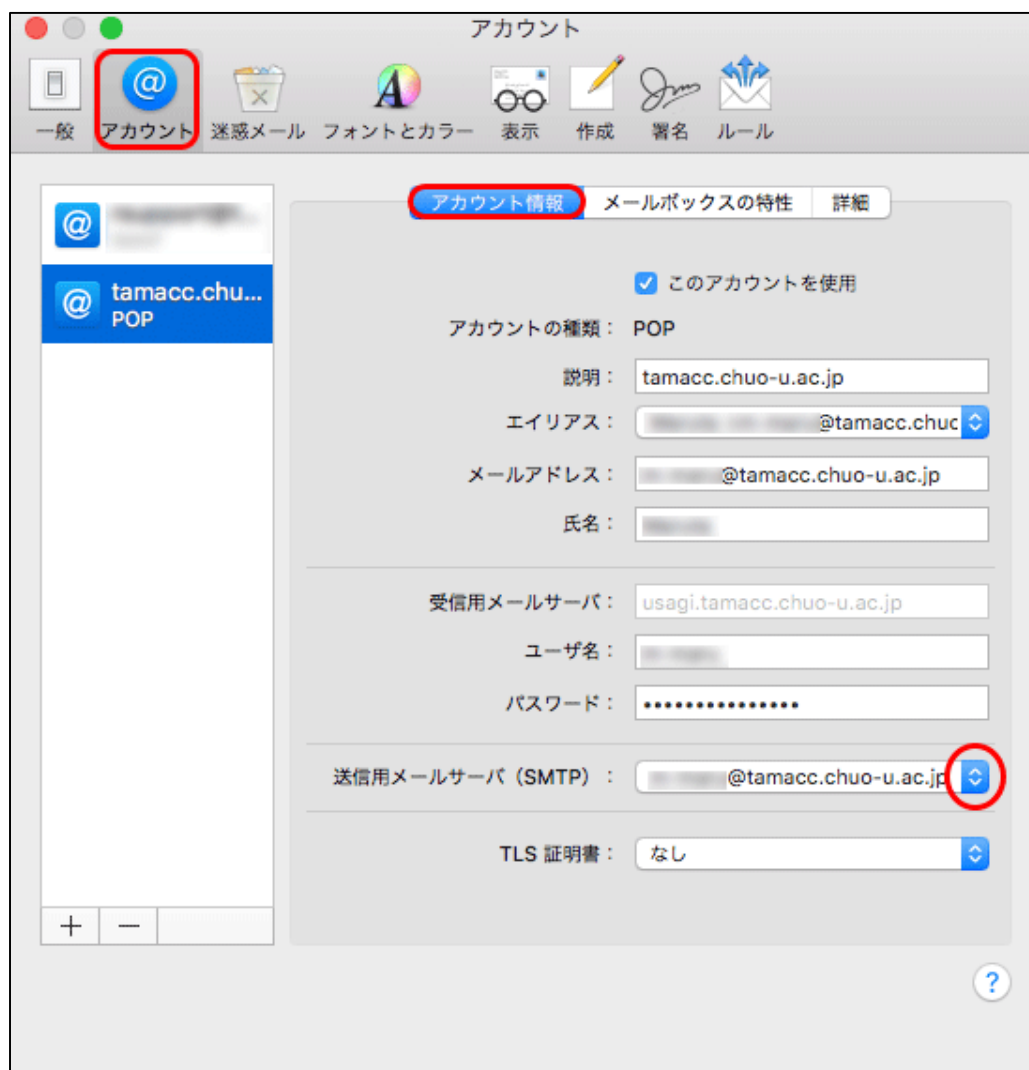 アカウント
一般 アカウント 迷惑メール フォントとカラー 表示 作成 署名 ルール
アカウント情報 メールボックスの特性 詳細
tamacc.chu...
POP
このアカウントを使用
アカウントの種類： POP
説明： tamacc.chuo-u.ac.jp
エイリアス： @tamacc.chuc
メールアドレス： @tamacc.chuo-u.ac.jp
氏名：
受信用メールサーバ： usagi.tamacc.chuo-u.ac.jp
ユーザ名：
パスワード： •••••••••••••••
送信用メールサーバ（SMTP）： @tamacc.chuo-u.ac.jp
TLS 証明書： なし
?